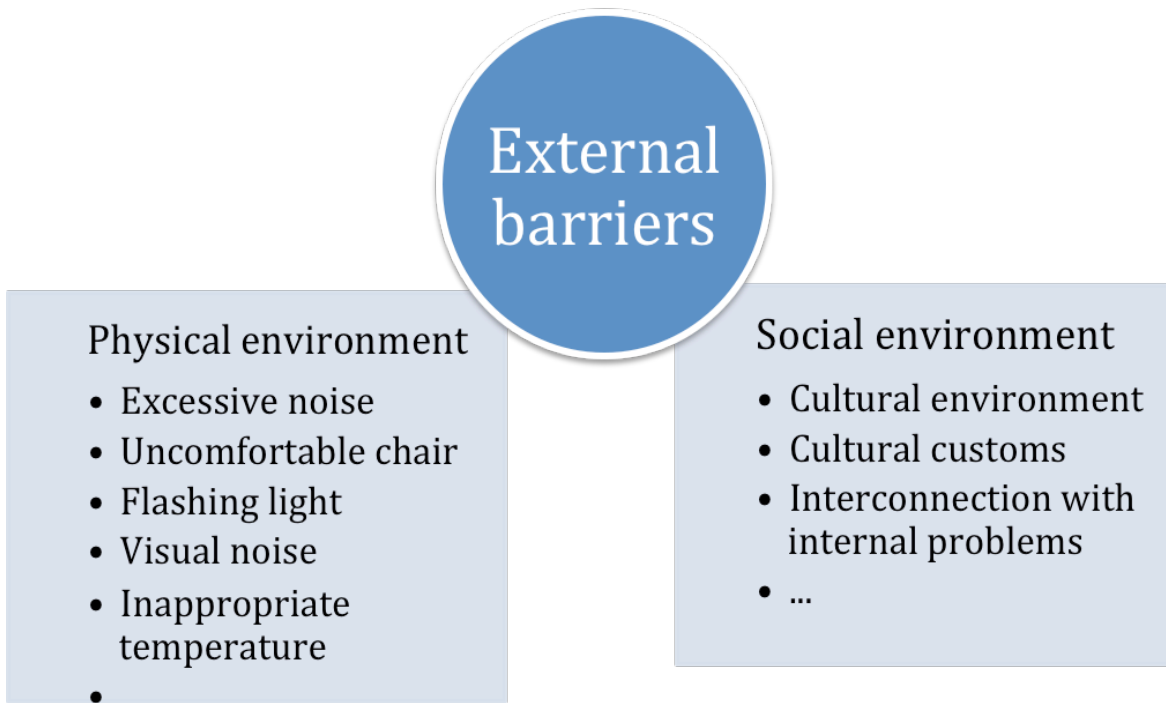 External
barriers
Physical environment
• Excessive noise
• Uncomfortable chair
• Flashing light
• Visual noise
• Inappropriate
temperature
•
Social environment
• Cultural environment
• Cultural customs
• Interconnection with
internal problems
• ...